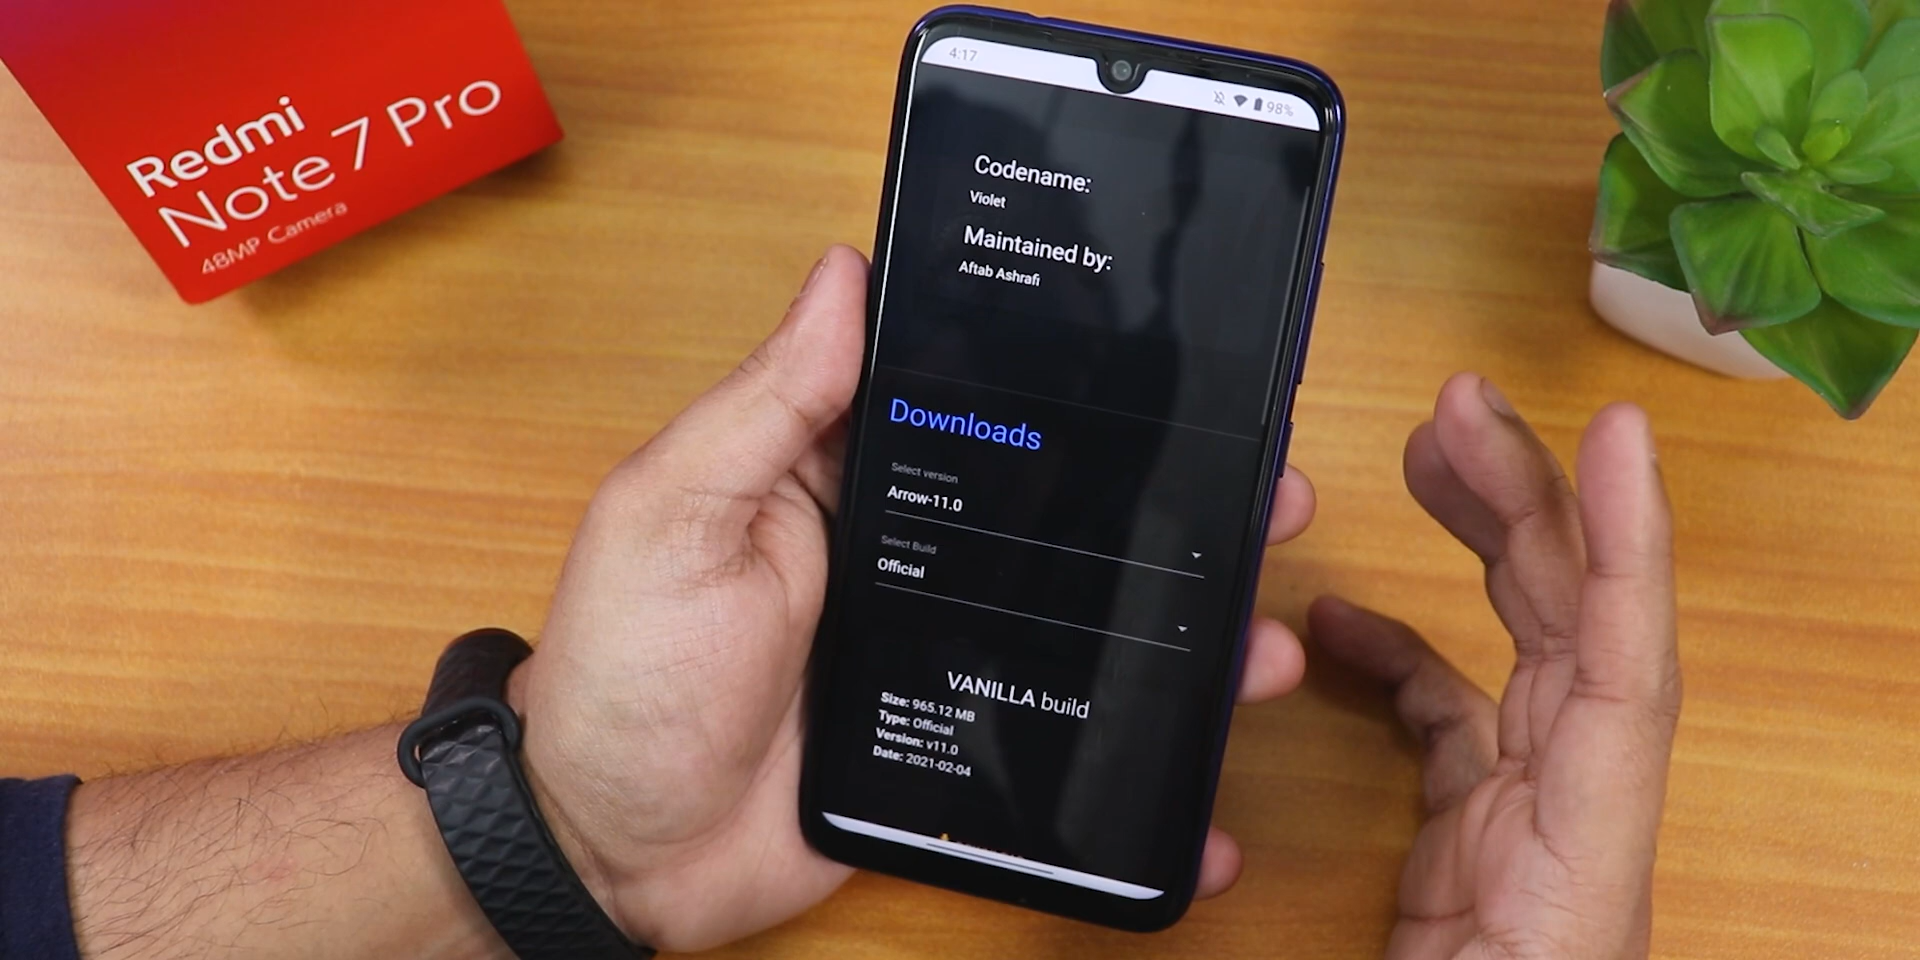 Redmi
Note 7 Pro
48MP Camera
4:17
98%
Codename:
Violet
Maintained by:
Aftab Ashrafi
Downloads
Select version
Arrow-11.0
Select Build
Official
VANILLA build
Size: 965.12 MB
Type: Official
Version: v11.0
Date: 2021-02-04